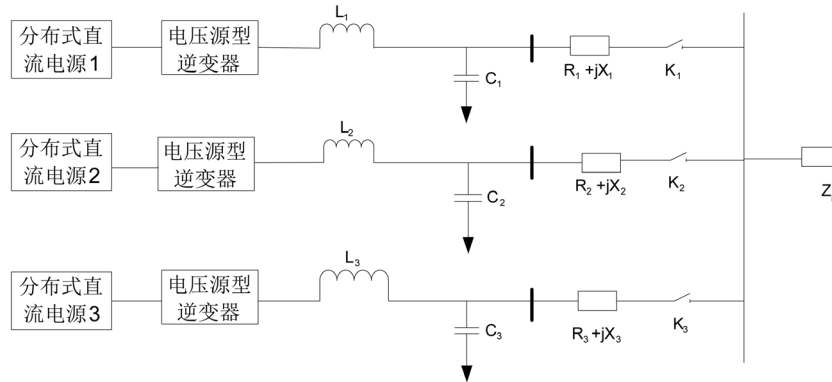 分布式直
流电源1
电压源型
逆变器
L1
C1
R1 +jX1
K1
分布式直
流电源2
电压源型
逆变器
L2
C2
R2 +jX2
K2
Z
分布式直
流电源3
电压源型
逆变器
L3
C3
R3 +jX3
K3